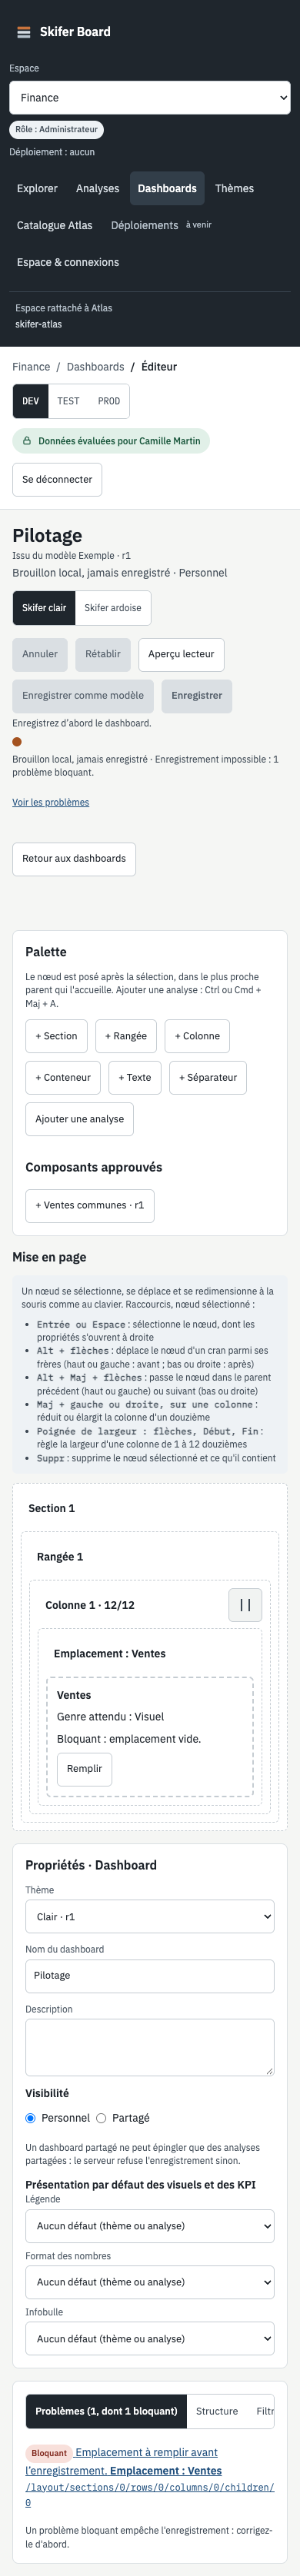 Skifer Board
Espace
Finance
Rôle : Administrateur
Déploiement : aucun
Explorer Analyses Dashboards Thèmes
Catalogue Atlas Déploiements à venir
Espace & connexions
Espace rattaché à Atlas
skifer-atlas
Finance / Dashboards / Éditeur
DEV TEST PROD
Données évaluées pour Camille Martin
Se déconnecter
Pilotage
Issu du modèle Exemple · r1
Brouillon local, jamais enregistré · Personnel
Skifer clair Skifer ardoise
Annuler Rétablir Aperçu lecteur
Enregistrer comme modèle Enregistrer
Enregistrez d'abord le dashboard.
Brouillon local, jamais enregistré · Enregistrement impossible : 1
problème bloquant.
Voir les problèmes
Retour aux dashboards
Palette
Le nœud est posé après la sélection, dans le plus proche
parent qui l'accueille. Ajouter une analyse : Ctrl ou Cmd +
Maj + A.
+ Section + Rangée + Colonne
+ Conteneur + Texte + Séparateur
Ajouter une analyse
Composants approuvés
+ Ventes communes · r1
Mise en page
Un nœud se sélectionne, se déplace et se redimensionne à la
souris comme au clavier. Raccourcis, nœud sélectionné :
• Entrée ou Espace : sélectionne le nœud, dont les
propriétés s'ouvrent à droite
• Alt + flèches : déplace le nœud d'un cran parmi ses
frères (haut ou gauche : avant ; bas ou droite : après)
• Alt + Maj + flèches : passe le nœud dans le parent
précédent (haut ou gauche) ou suivant (bas ou droite)
• Maj + gauche ou droite, sur une colonne :
réduit ou élargit la colonne d'un douzième
• Poignée de largeur : flèches, Début, Fin :
règle la largeur d'une colonne de 1 à 12 douzièmes
• Suppr : supprime le nœud sélectionné et ce qu'il contient
Section 1
Rangée 1
Colonne 1 · 12/12
Emplacement : Ventes
Ventes
Genre attendu : Visuel
Bloquant : emplacement vide.
Remplir
Propriétés · Dashboard
Thème
Clair · r1
Nom du dashboard
Pilotage
Description
Visibilité
Personnel Partagé
Un dashboard partagé ne peut épingler que des analyses
partagées : le serveur refuse l'enregistrement sinon.
Présentation par défaut des visuels et des KPI
Légende
Aucun défaut (thème ou analyse)
Format des nombres
Aucun défaut (thème ou analyse)
Infobulle
Aucun défaut (thème ou analyse)
Problèmes (1, dont 1 bloquant) Structure Filtr
Bloquant Emplacement à remplir avant
l'enregistrement. Emplacement : Ventes
/layout/sections/0/rows/0/columns/0/children/
0
Un problème bloquant empêche l'enregistrement : corrigez-
le d'abord.